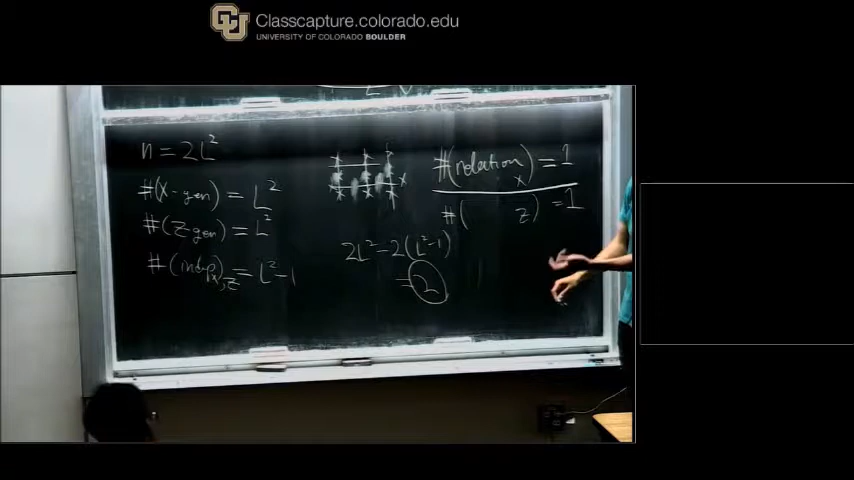 Classcapture.colorado.edu
UNIVERSITY OF COLORADO BOULDER
n = 2L²
#(x-gen) = L²
#(z gen) = L²
#(indep)x,z = L²-1
2L² - 2(L²-1)
= 2
#(relation x) = 1
#( z) = 1